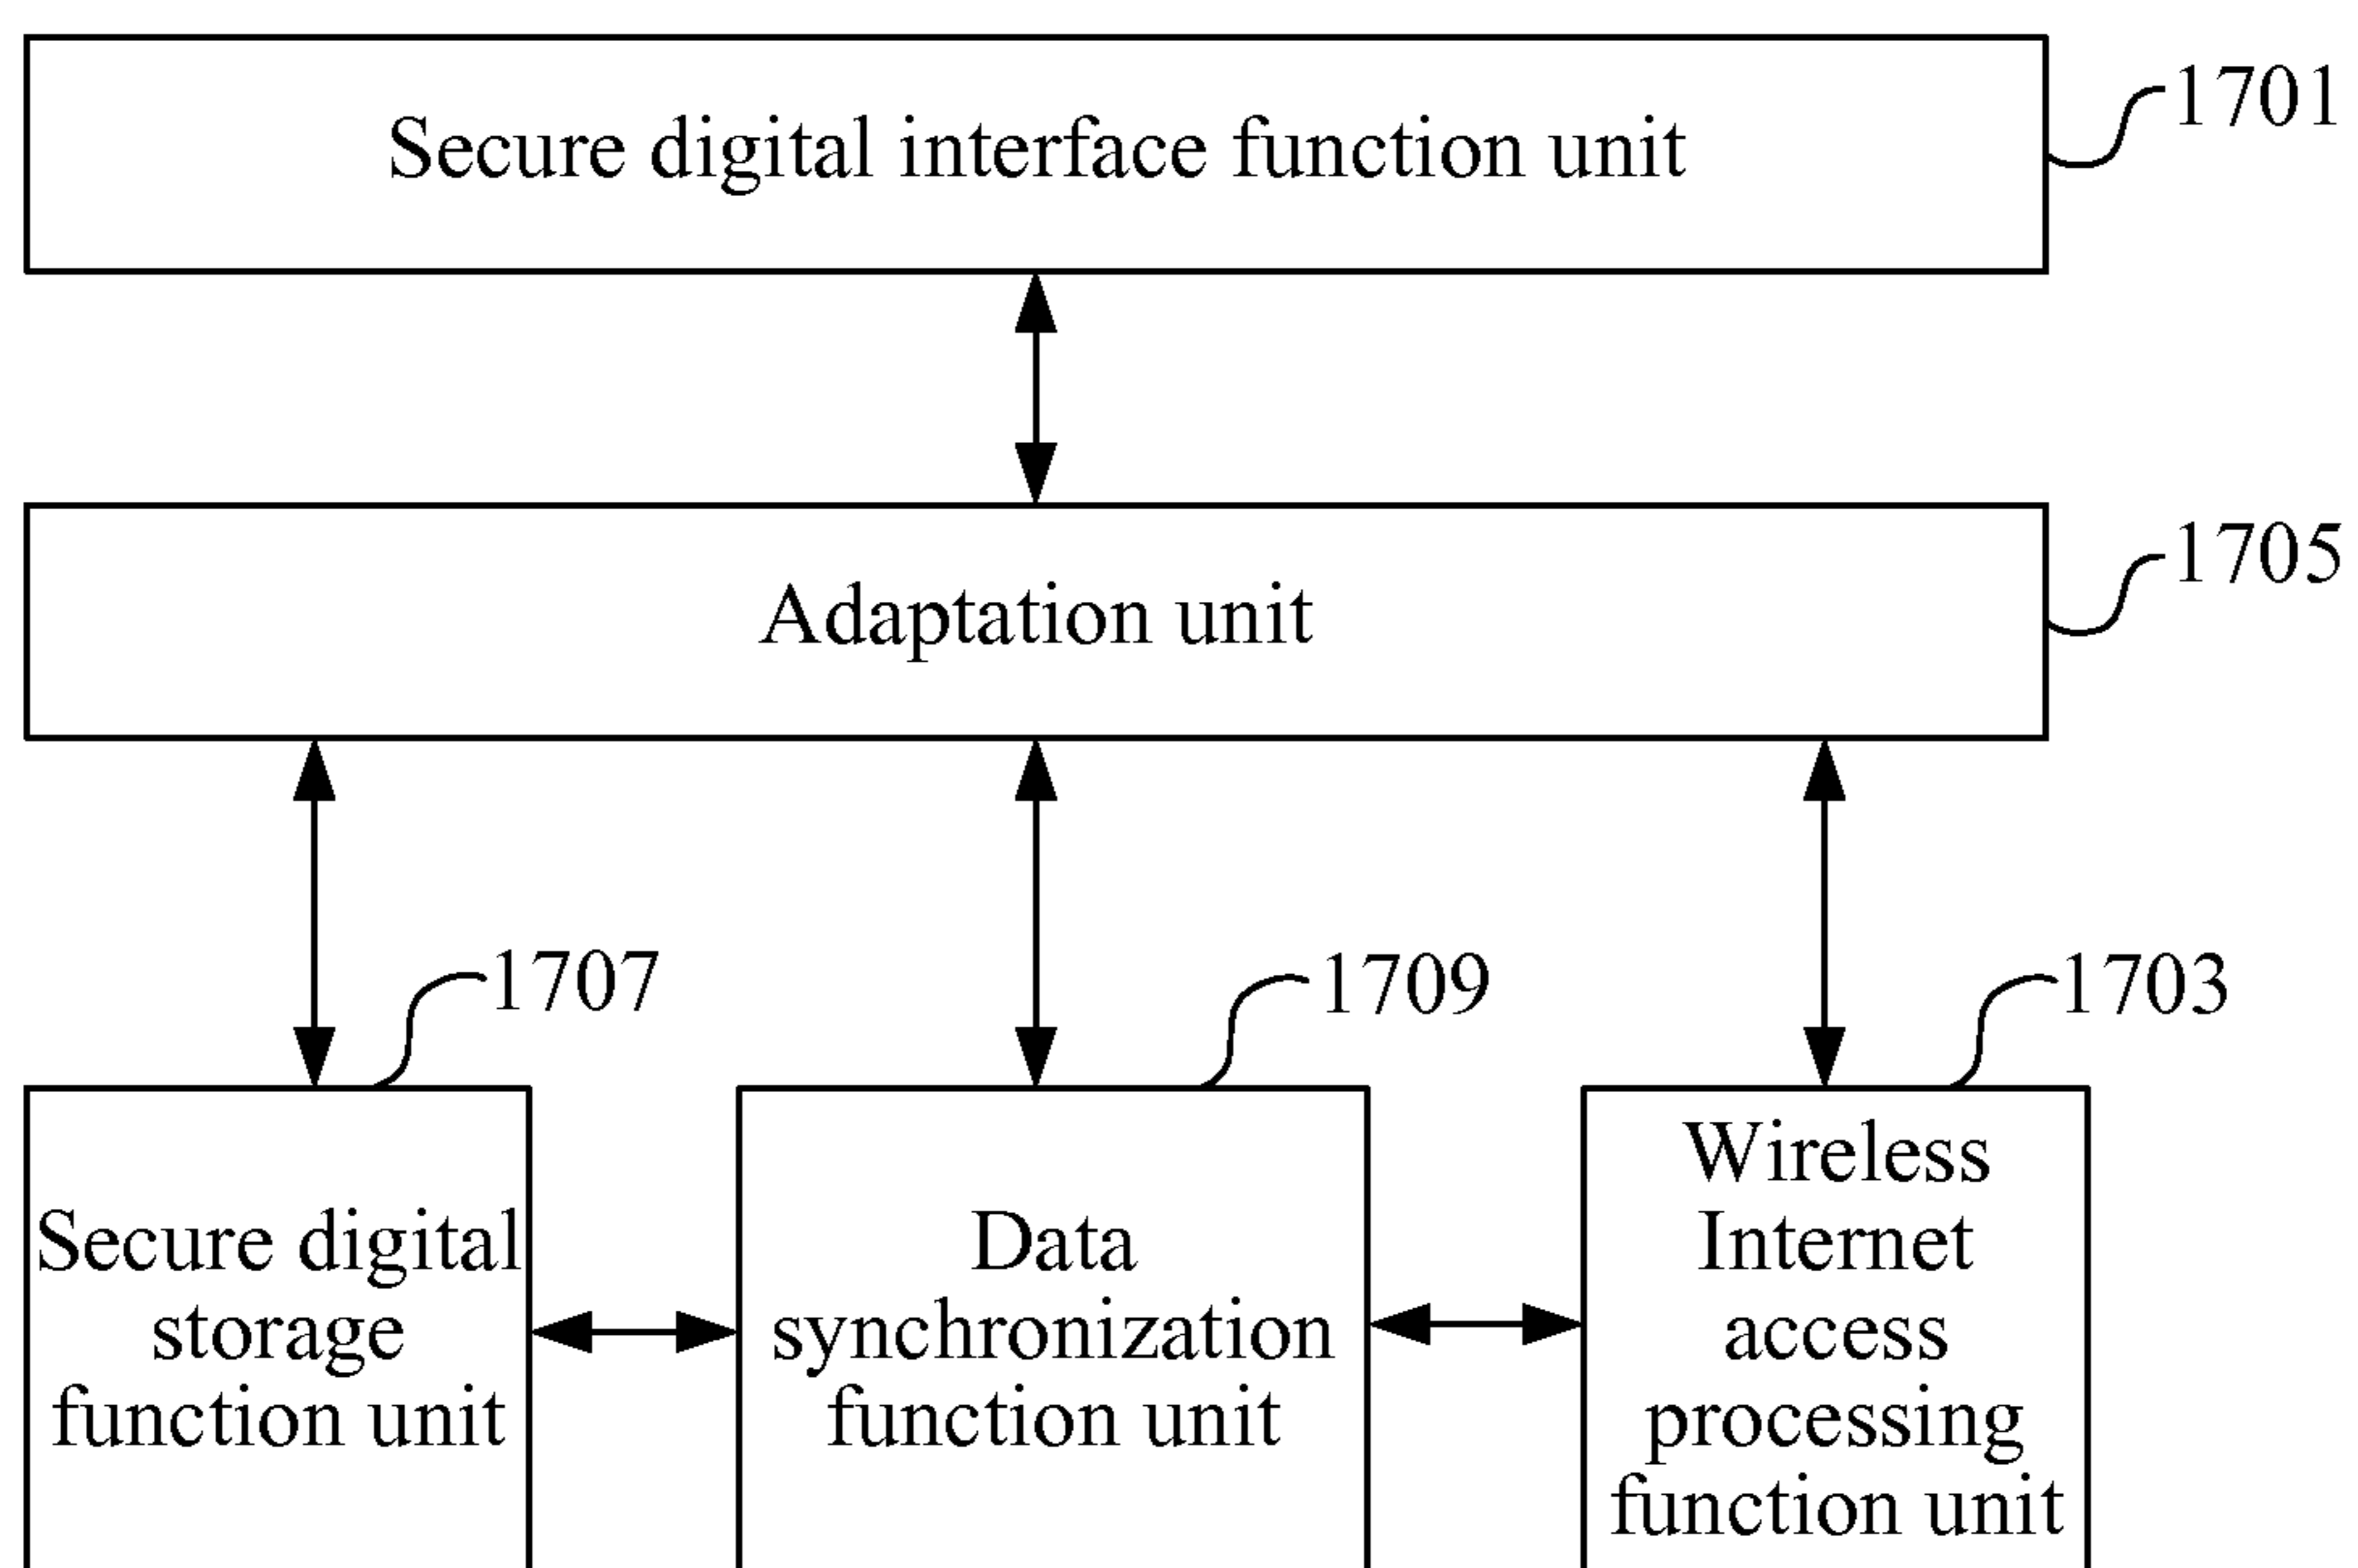 Secure digital interface function unit
1701
Adaptation unit
1705
1707
1709
1703
Secure digital
storage
function unit
Data
synchronization
function unit
Wireless
Internet
access
processing
function unit